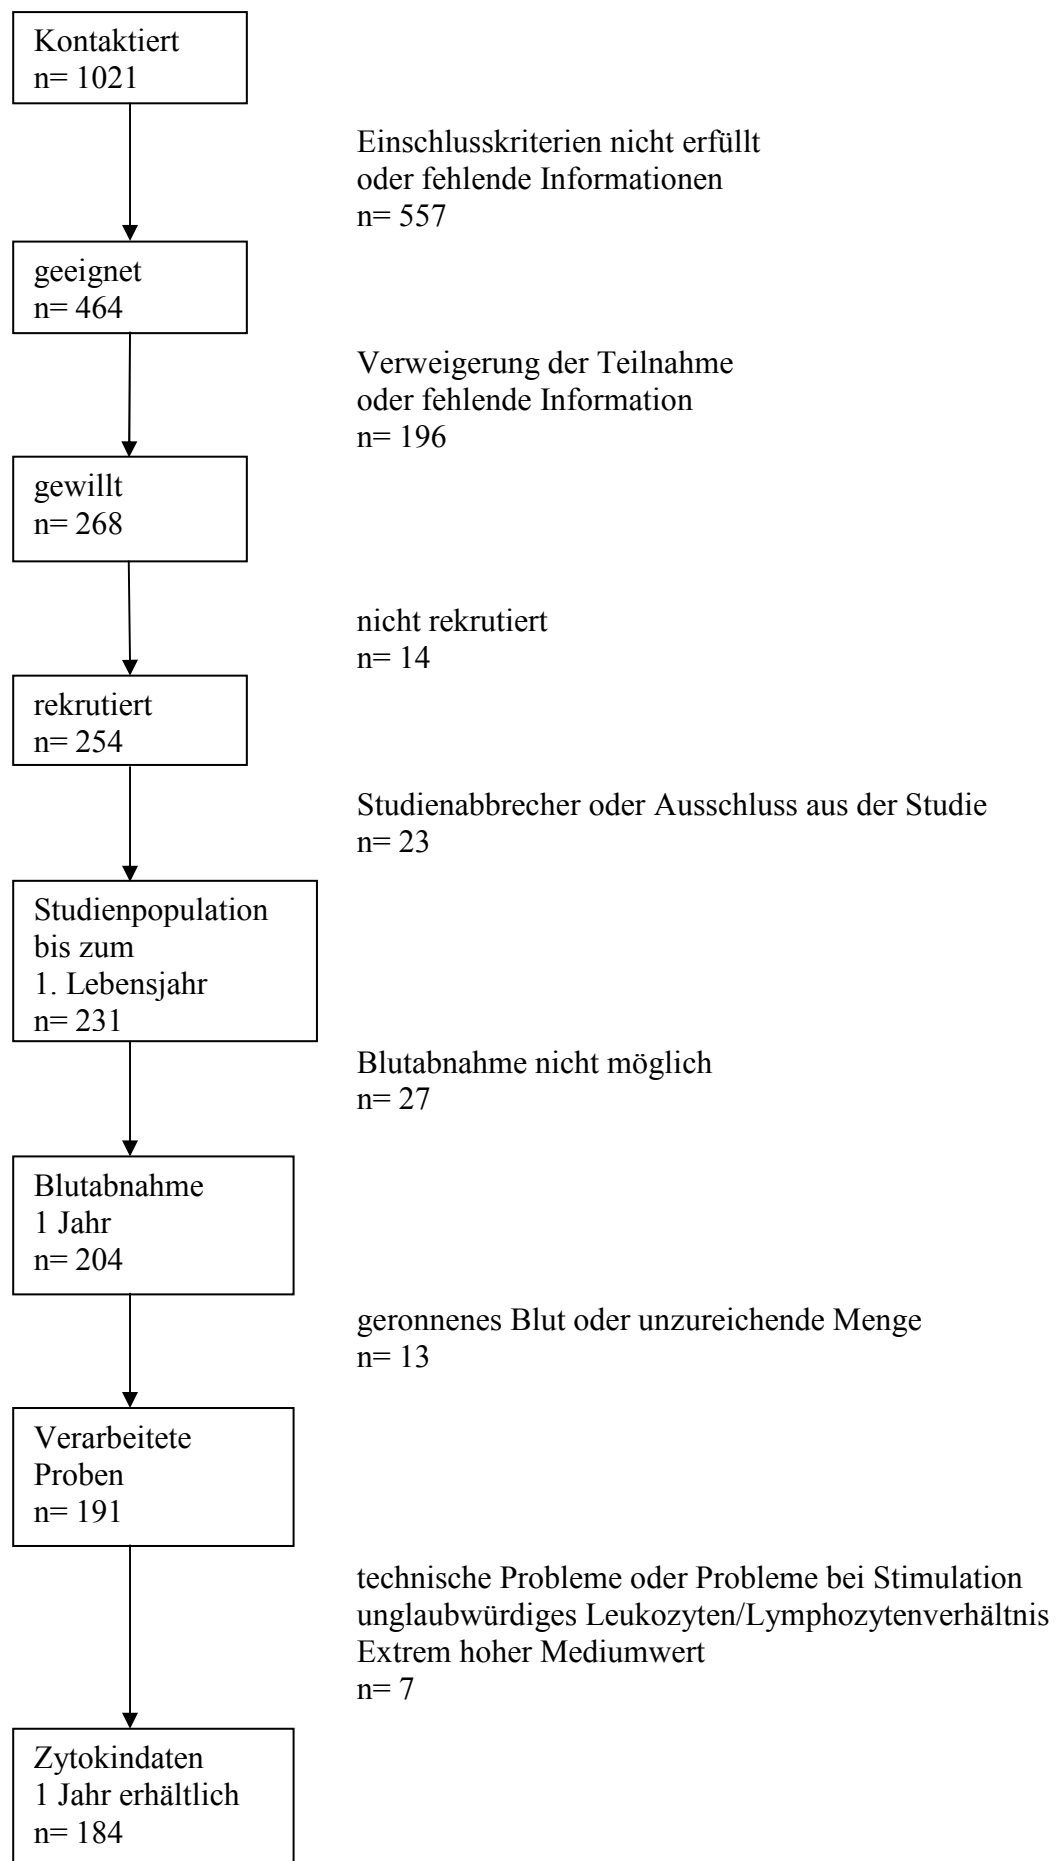 Kontaktiert
n= 1021
Einschlusskriterien nicht erfüllt
oder fehlende Informationen
n= 557
geeignet
n= 464
Verweigerung der Teilnahme
oder fehlende Information
n= 196
gewillt
n= 268
nicht rekrutiert
n= 14
rekrutiert
n= 254
Studienabbrecher oder Ausschluss aus der Studie
n= 23
Studienpopulation
bis zum
1. Lebensjahr
n= 231
Blutabnahme nicht möglich
n= 27
Blutabnahme
1 Jahr
n= 204
geronnenes Blut oder unzureichende Menge
n= 13
Verarbeitete
Proben
n= 191
technische Probleme oder Probleme bei Stimulation
unglaubwürdiges Leukozyten/Lymphozytenverhältnis
Extrem hoher Mediumwert
n= 7
Zytokindaten
1 Jahr erhältlich
n= 184